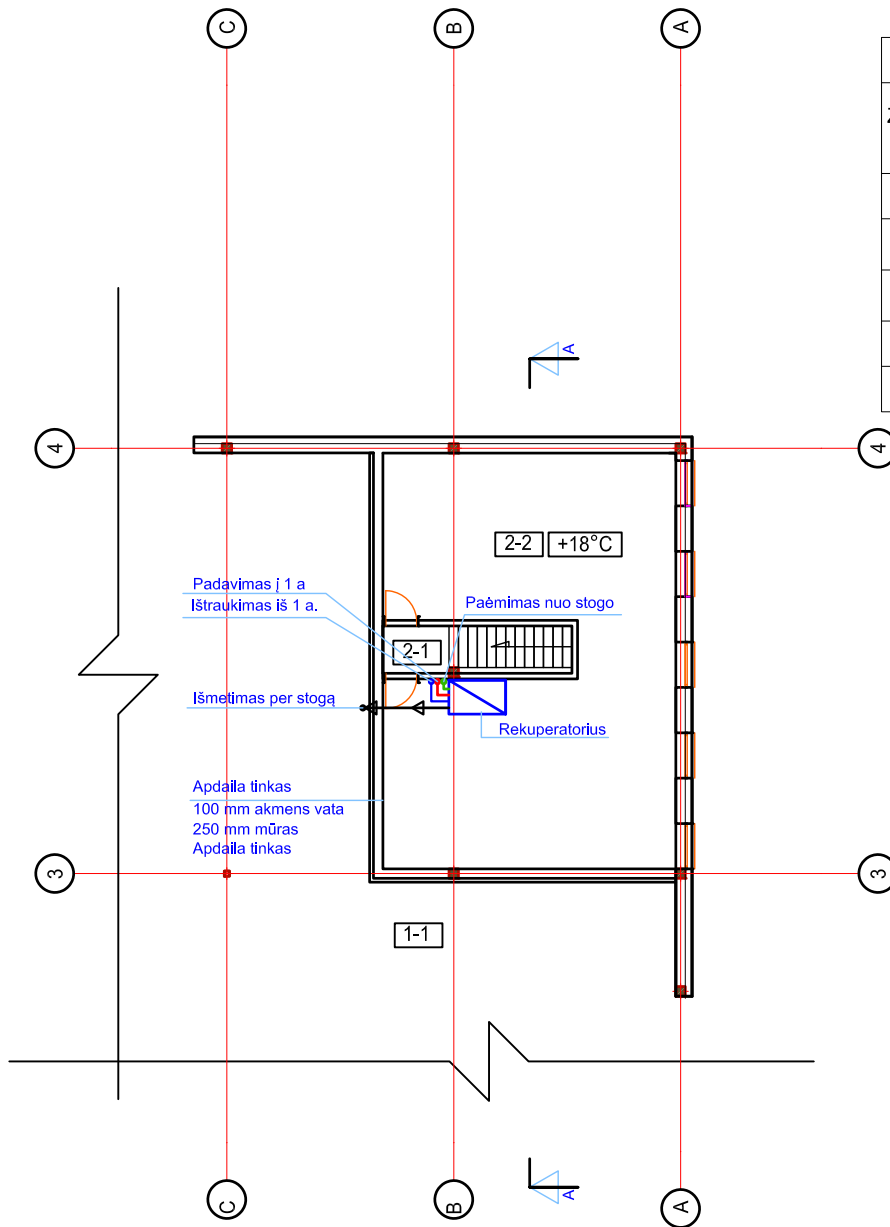 C
B
A
Z
A
4
4
2-2
+18°C
Padavimas į 1 a
Ištraukimas iš 1 a.
Paėmimas nuo stogo
2-1
Išmetimas per stogą
Rekuperatorius
Apdaila tinkas
100 mm akmens vata
250 mm mūras
Apdaila tinkas
3
3
1-1
A
C
B
A